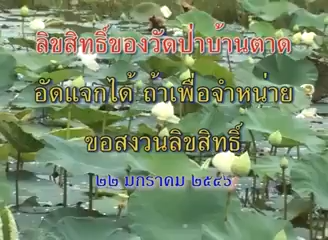 ลิขสิทธิ์ของวัดป่าบ้านตาด
อัดแจกได้ ถ้าเพื่อจำหน่าย
ขอสงวนลิขสิทธิ์
๒๒ มกราคม ๒๕๔๖